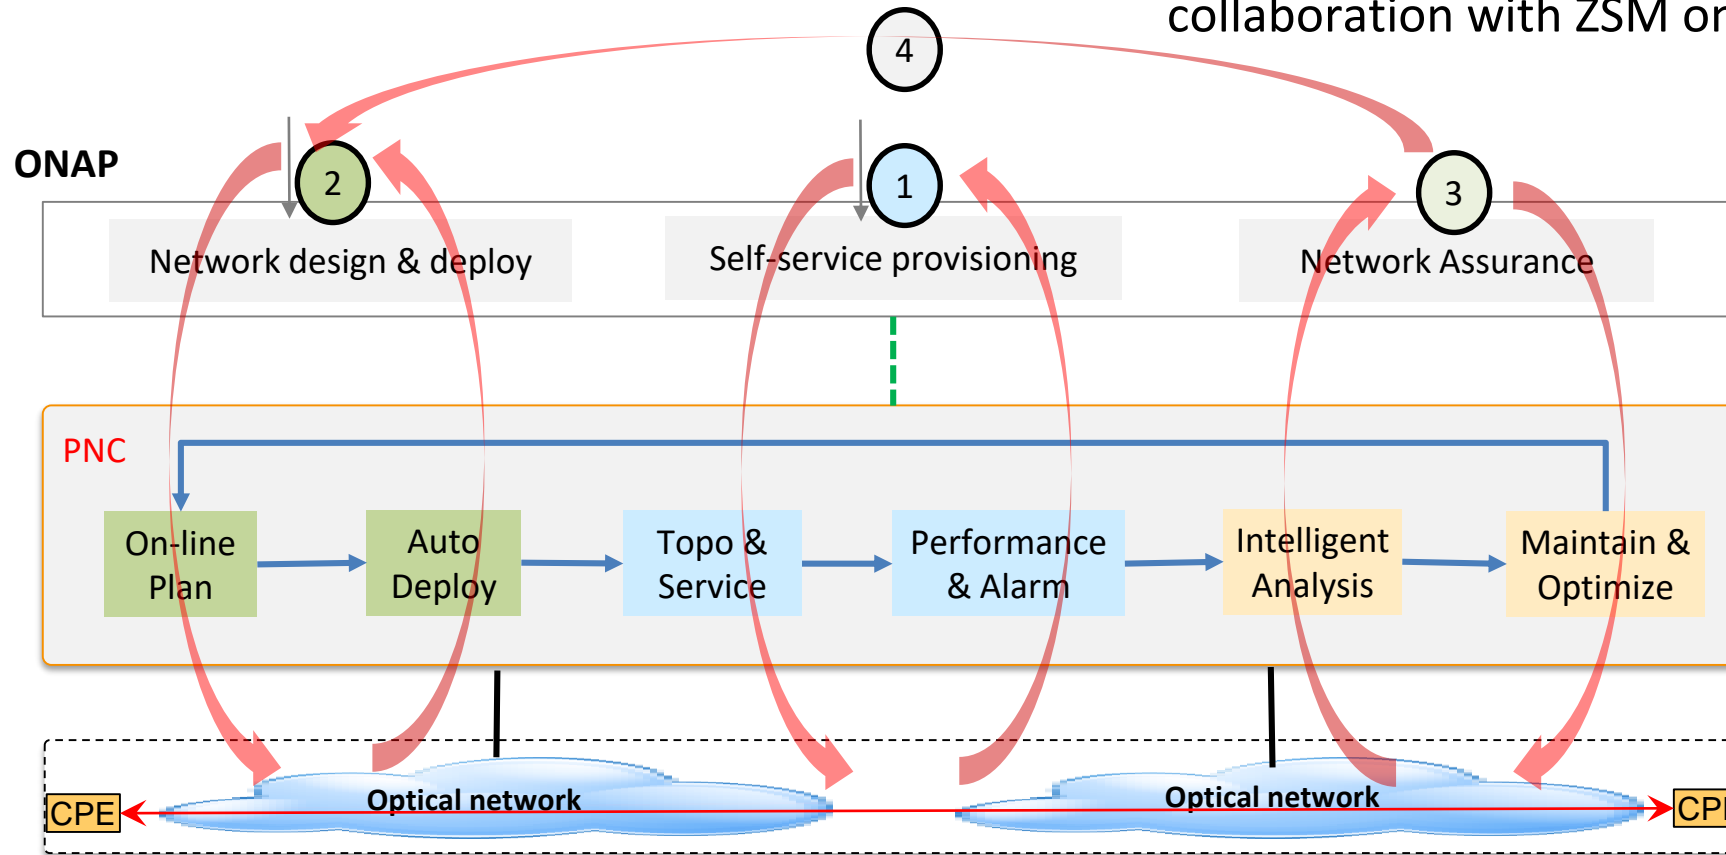 collaboration with ZSM or
4
ONAP
2
1
3
Network design & deploy
Self-service provisioning
Network Assurance
PNC
On-line
Plan
Auto
Deploy
Topo &
Service
Performance
& Alarm
Intelligent
Analysis
Maintain &
Optimize
Optical network
Optical network
CPE
CPE